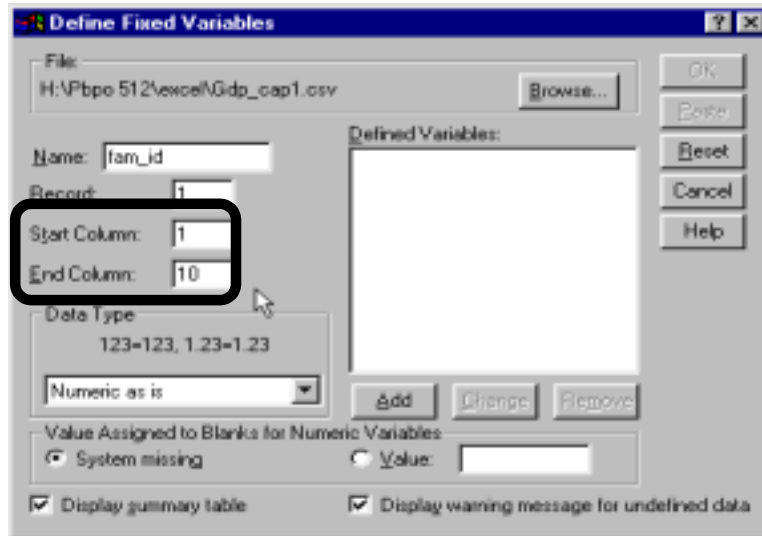 Define Fixed Variables
File:
H:\Pbpo 512\excel\Gdp_cap1.csv
Browse...
OK
Paste
Reset
Cancel
Help
Name: fam_id
Record: 1
Start Column: 1
End Column: 10
Defined Variables:
Data Type
123=123, 1.23=1.23
Numeric as is
Add Change Remove
Value Assigned to Blanks for Numeric Variables
System missing Value:
Display summary table Display warning message for undefined data